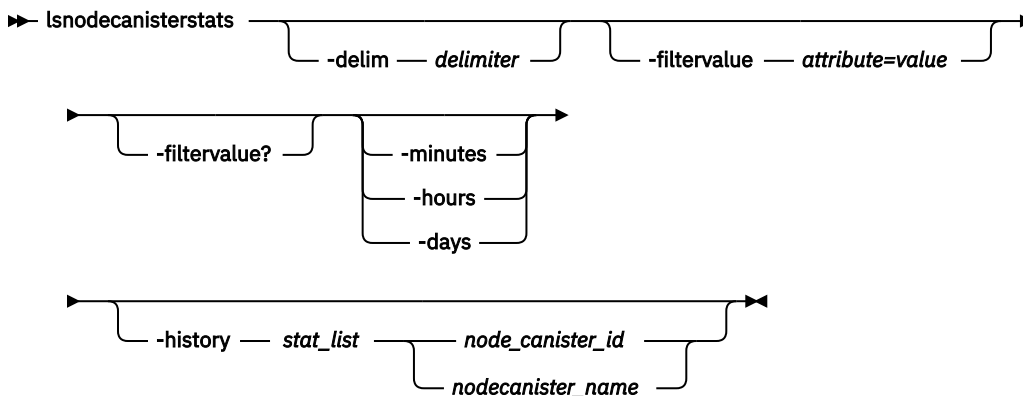 lsnodecanisterstats
-delim delimiter -filtervalue attribute=value
-filtervalue? -minutes
-hours
-days
-history stat_list node_canister_id
nodecanister_name